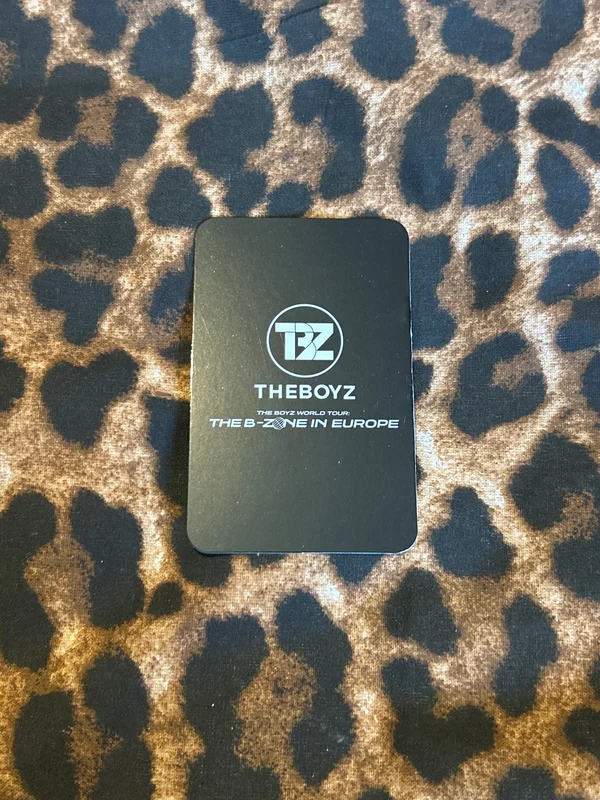 TBZ
THEBOYZ
THE BOYZ WORLD TOUR:
THE B-ZONE IN EUROPE